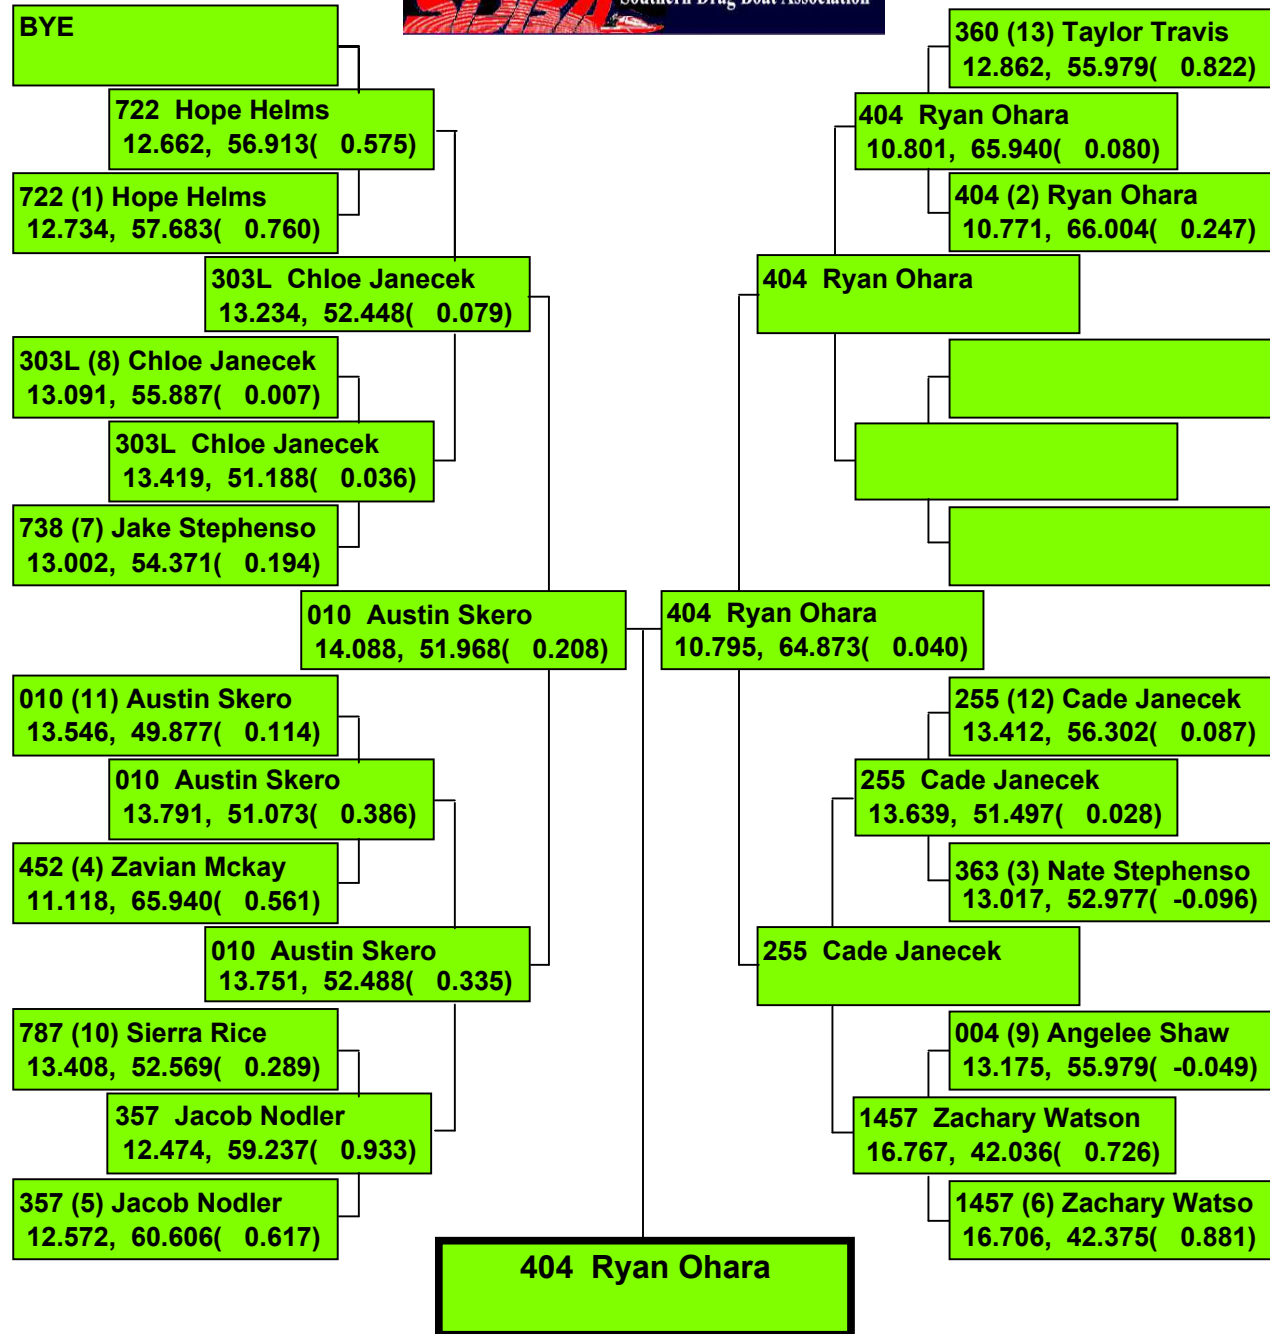 SDBA
Southern Drag Boat Association
BYE
722 Hope Helms
12.662, 56.913( 0.575)
722 (1) Hope Helms
12.734, 57.683( 0.760)
303L Chloe Janecek
13.234, 52.448( 0.079)
303L (8) Chloe Janecek
13.091, 55.887( 0.007)
303L Chloe Janecek
13.419, 51.188( 0.036)
738 (7) Jake Stephenso
13.002, 54.371( 0.194)
010 Austin Skero
14.088, 51.968( 0.208)
010 (11) Austin Skero
13.546, 49.877( 0.114)
010 Austin Skero
13.791, 51.073( 0.386)
452 (4) Zavian Mckay
11.118, 65.940( 0.561)
010 Austin Skero
13.751, 52.488( 0.335)
787 (10) Sierra Rice
13.408, 52.569( 0.289)
357 Jacob Nodler
12.474, 59.237( 0.933)
357 (5) Jacob Nodler
12.572, 60.606( 0.617)
360 (13) Taylor Travis
12.862, 55.979( 0.822)
404 Ryan Ohara
10.801, 65.940( 0.080)
404 (2) Ryan Ohara
10.771, 66.004( 0.247)
404 Ryan Ohara
404 Ryan Ohara
10.795, 64.873( 0.040)
255 (12) Cade Janecek
13.412, 56.302( 0.087)
255 Cade Janecek
13.639, 51.497( 0.028)
363 (3) Nate Stephenso
13.017, 52.977( -0.096)
255 Cade Janecek
004 (9) Angelee Shaw
13.175, 55.979( -0.049)
1457 Zachary Watson
16.767, 42.036( 0.726)
1457 (6) Zachary Watso
16.706, 42.375( 0.881)
404 Ryan Ohara